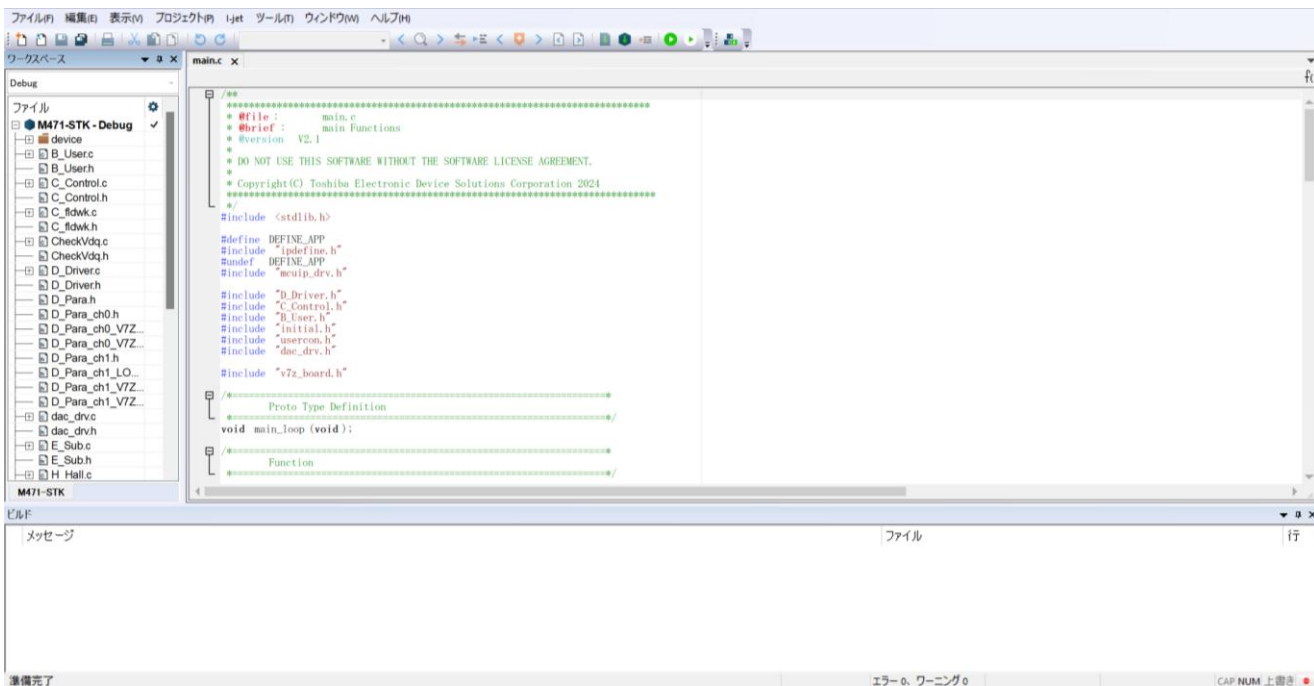 ファイル(F) 編集(E) 表示(V) プロジェクト(P) I-jet ツール(T) ウィンドウ(W) ヘルプ(H)
ワークスペース
main.c
Debug
ファイル
M471-STK - Debug
device
B_User.c
B_User.h
C_Control.c
C_Control.h
C_fldwk.c
C_fldwk.h
CheckVdq.c
CheckVdq.h
D_Driver.c
D_Driver.h
D_Para.h
D_Para_ch0.h
D_Para_ch0_V7Z...
D_Para_ch0_V7Z...
D_Para_ch1.h
D_Para_ch1_LO...
D_Para_ch1_V7Z...
D_Para_ch1_V7Z...
dac_drv.c
dac_drv.h
E_Sub.c
E_Sub.h
H_Hall.c
M471-STK
/**
* @file : main.c
* @brief : main Functions
* @version V2.1
*
* DO NOT USE THIS SOFTWARE WITHOUT THE SOFTWARE LICENSE AGREEMENT.
*
* Copyright(C) Toshiba Electronic Device Solutions Corporation 2024
*/
#include <stdlib.h>
#define DEFINE_APP
#include "ipdefine.h"
#undef DEFINE_APP
#include "mcuip_drv.h"
#include "D_Driver.h"
#include "C_Control.h"
#include "B_User.h"
#include "initial.h"
#include "usercon.h"
#include "dac_drv.h"
#include "v7z_board.h"
Proto Type Definition
void main_loop(void);
Function
ビルド
メッセージ ファイル 行
準備完了 エラー 0、ワーニング 0 CAP NUM 上書き